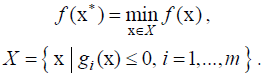 f(x*) = min f(x),
x∈X
X = { x | gᵢ(x) ≤ 0, i = 1,...,m }.